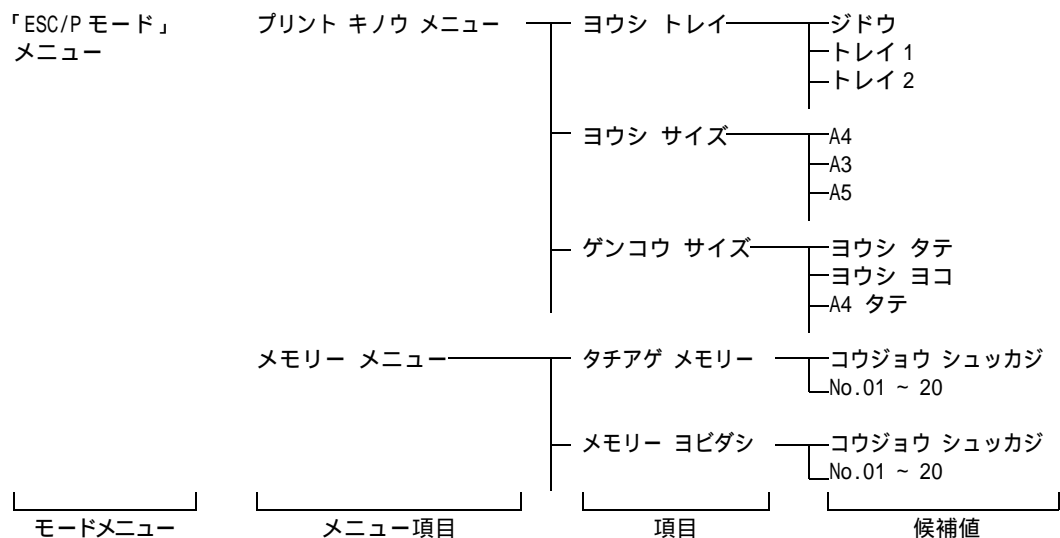 「ESC/P モード」 プリント キノウ メニュー ヨウシ トレイ ジドウ
メニュー トレイ 1
トレイ 2
ヨウシ サイズ A4
A3
A5
ゲンコウ サイズ ヨウシ タテ
ヨウシ ヨコ
A4 タテ
メモリー メニュー タチアゲ メモリー コウジョウ シュッカジ
No.01 ~ 20
メモリー ヨビダシ コウジョウ シュッカジ
No.01 ~ 20
モードメニュー メニュー項目 項目 候補値